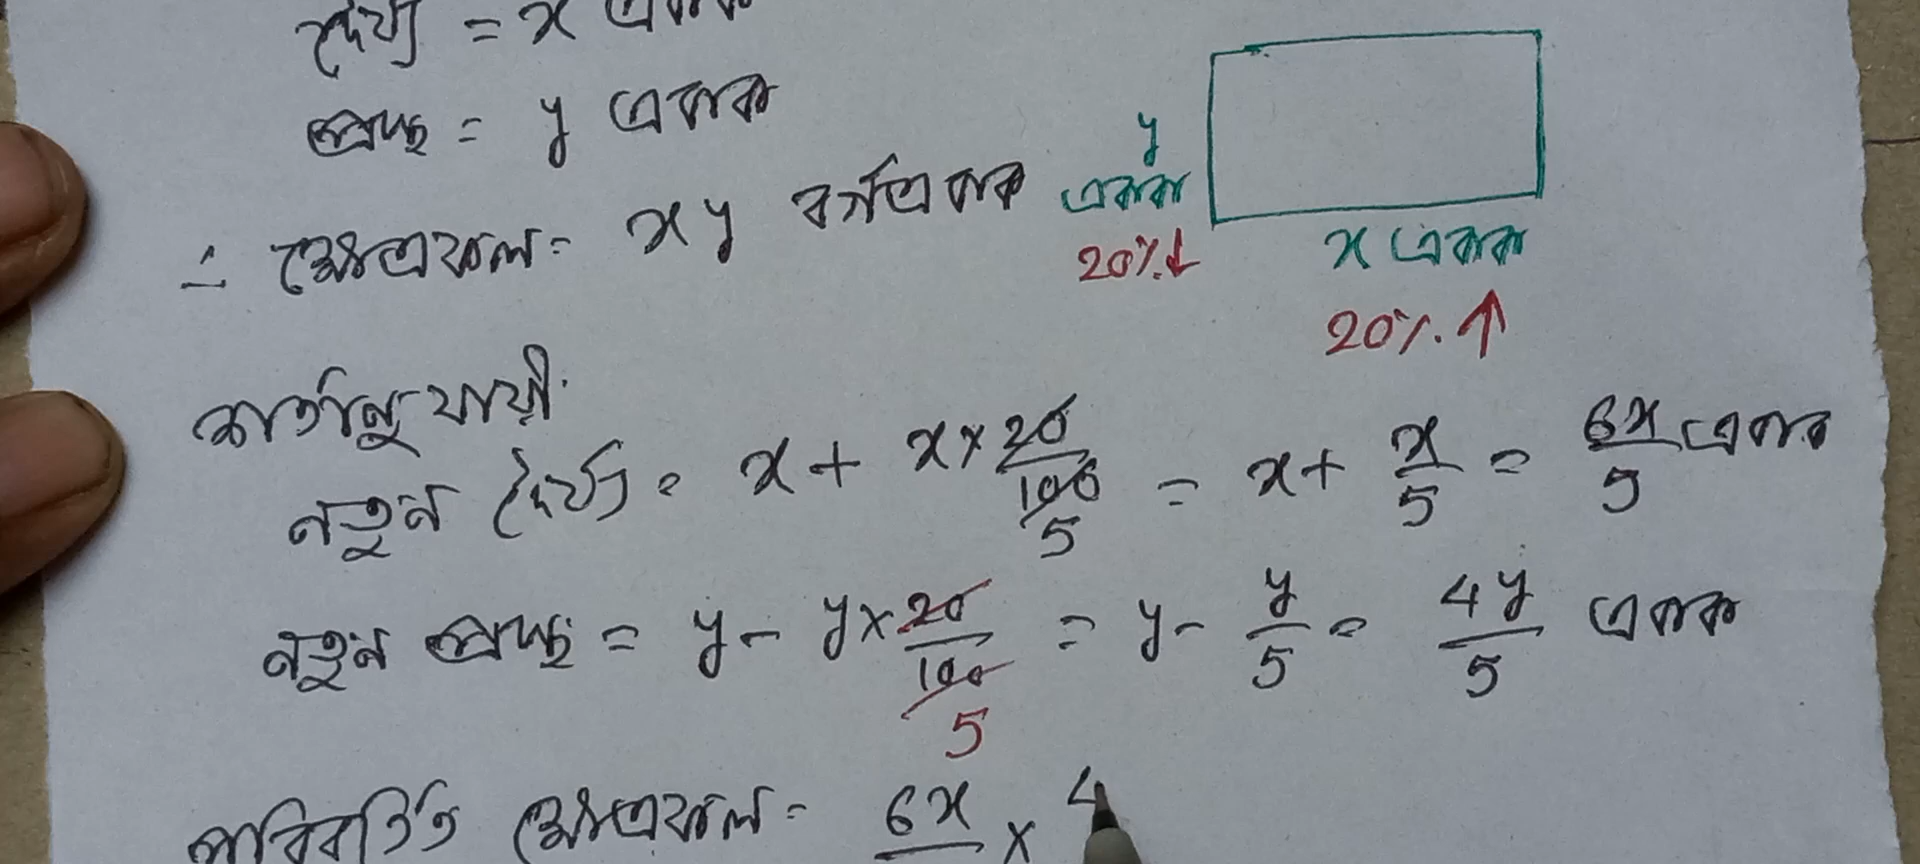 দৈর্ঘ্য = x একক
প্রস্থ = y একক
∴ ক্ষেত্রফল = xy বর্গএকক
y
একক
20%↓
x একক
20%.↑
শর্তানুযায়ী.
নতুন দৈর্ঘ্য = x + x × 20/100 5 = x + x/5 = 6x/5 একক
নতুন প্রস্থ = y - y × 20/100 5 = y - y/5 = 4y/5 একক
পরিবর্তিত ক্ষেত্রফল = 6x × 4